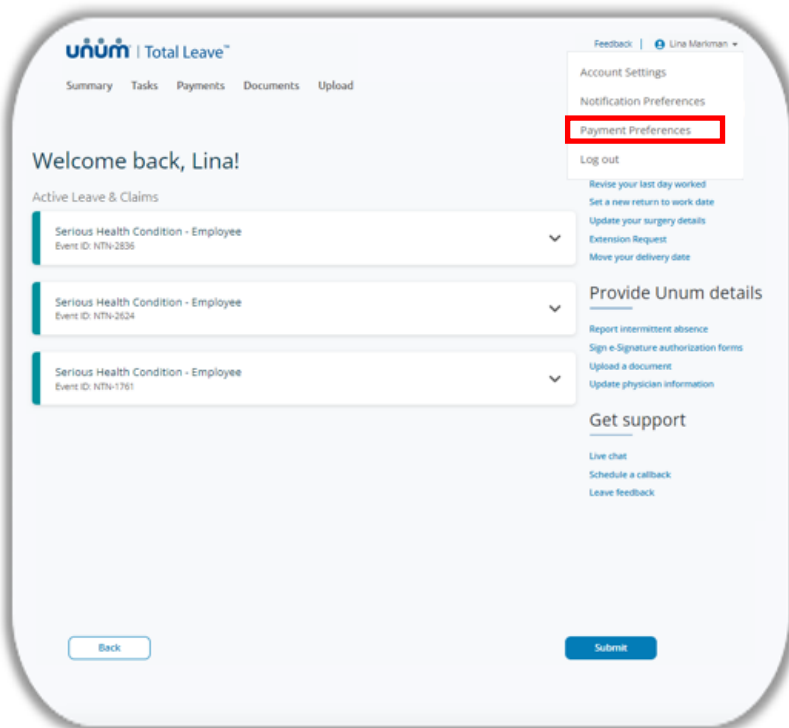 unum | Total Leave™
Feedback | Lina Markman
Summary Tasks Payments Documents Upload
Account Settings
Notification Preferences
Payment Preferences
Log out
Welcome back, Lina!
Active Leave & Claims
Serious Health Condition - Employee
Event ID: NTN-2836
Serious Health Condition - Employee
Event ID: NTN-2624
Serious Health Condition - Employee
Event ID: NTN-1761
Revise your last day worked
Set a new return to work date
Update your surgery details
Extension Request
Move your delivery date
Provide Unum details
Report intermittent absence
Sign e-Signature authorization forms
Upload a document
Update physician information
Get support
Live chat
Schedule a callback
Leave feedback
Back
Submit